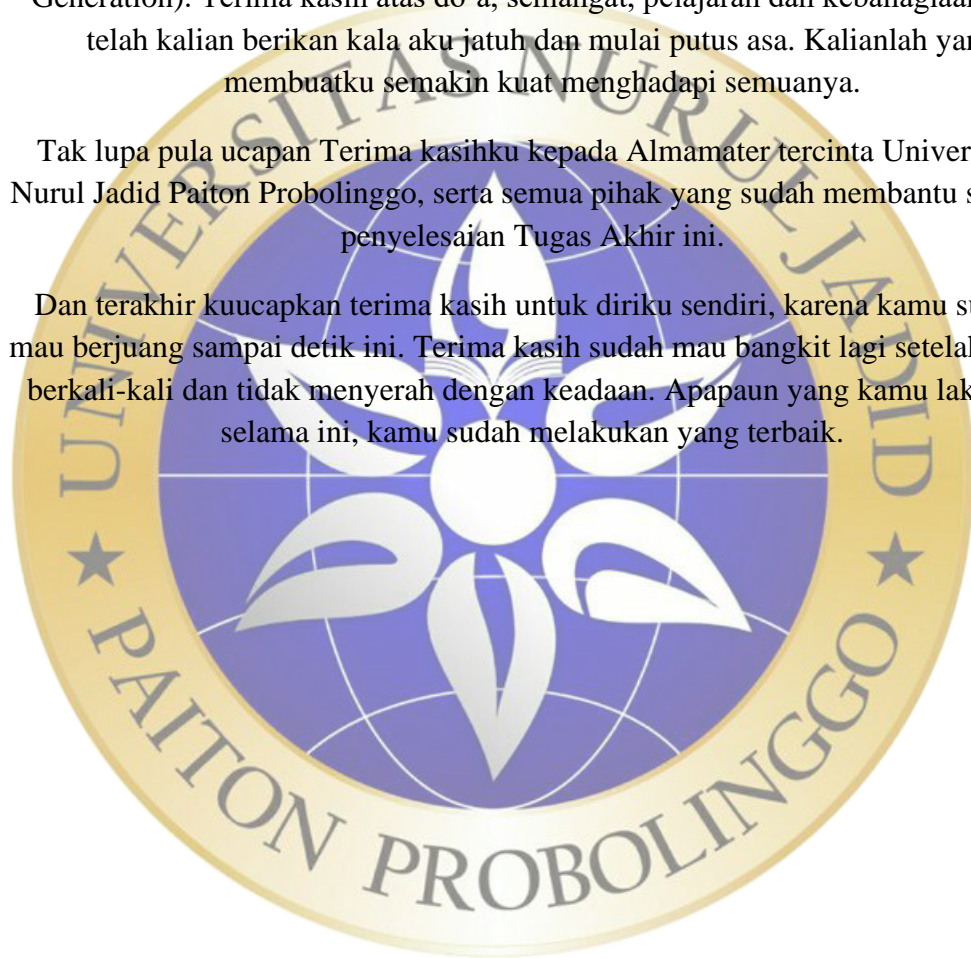 Generation). Terima kasih atas do'a, semangat, pelajaran dan kebahagiaan
telah kalian berikan kala aku jatuh dan mulai putus asa. Kalianlah yan
membuatku semakin kuat menghadapi semuanya.
Tak lupa pula ucapan Terima kasihku kepada Almamater tercinta Univer
Nurul Jadid Paiton Probolinggo, serta semua pihak yang sudah membantu s
penyelesaian Tugas Akhir ini.
Dan terakhir kuucapkan terima kasih untuk diriku sendiri, karena kamu su
mau berjuang sampai detik ini. Terima kasih sudah mau bangkit lagi setelah
berkali-kali dan tidak menyerah dengan keadaan. Apapaun yang kamu lak
selama ini, kamu sudah melakukan yang terbaik.
UNIVERSITAS NURUL JADID
PAITON PROBOLINGGO